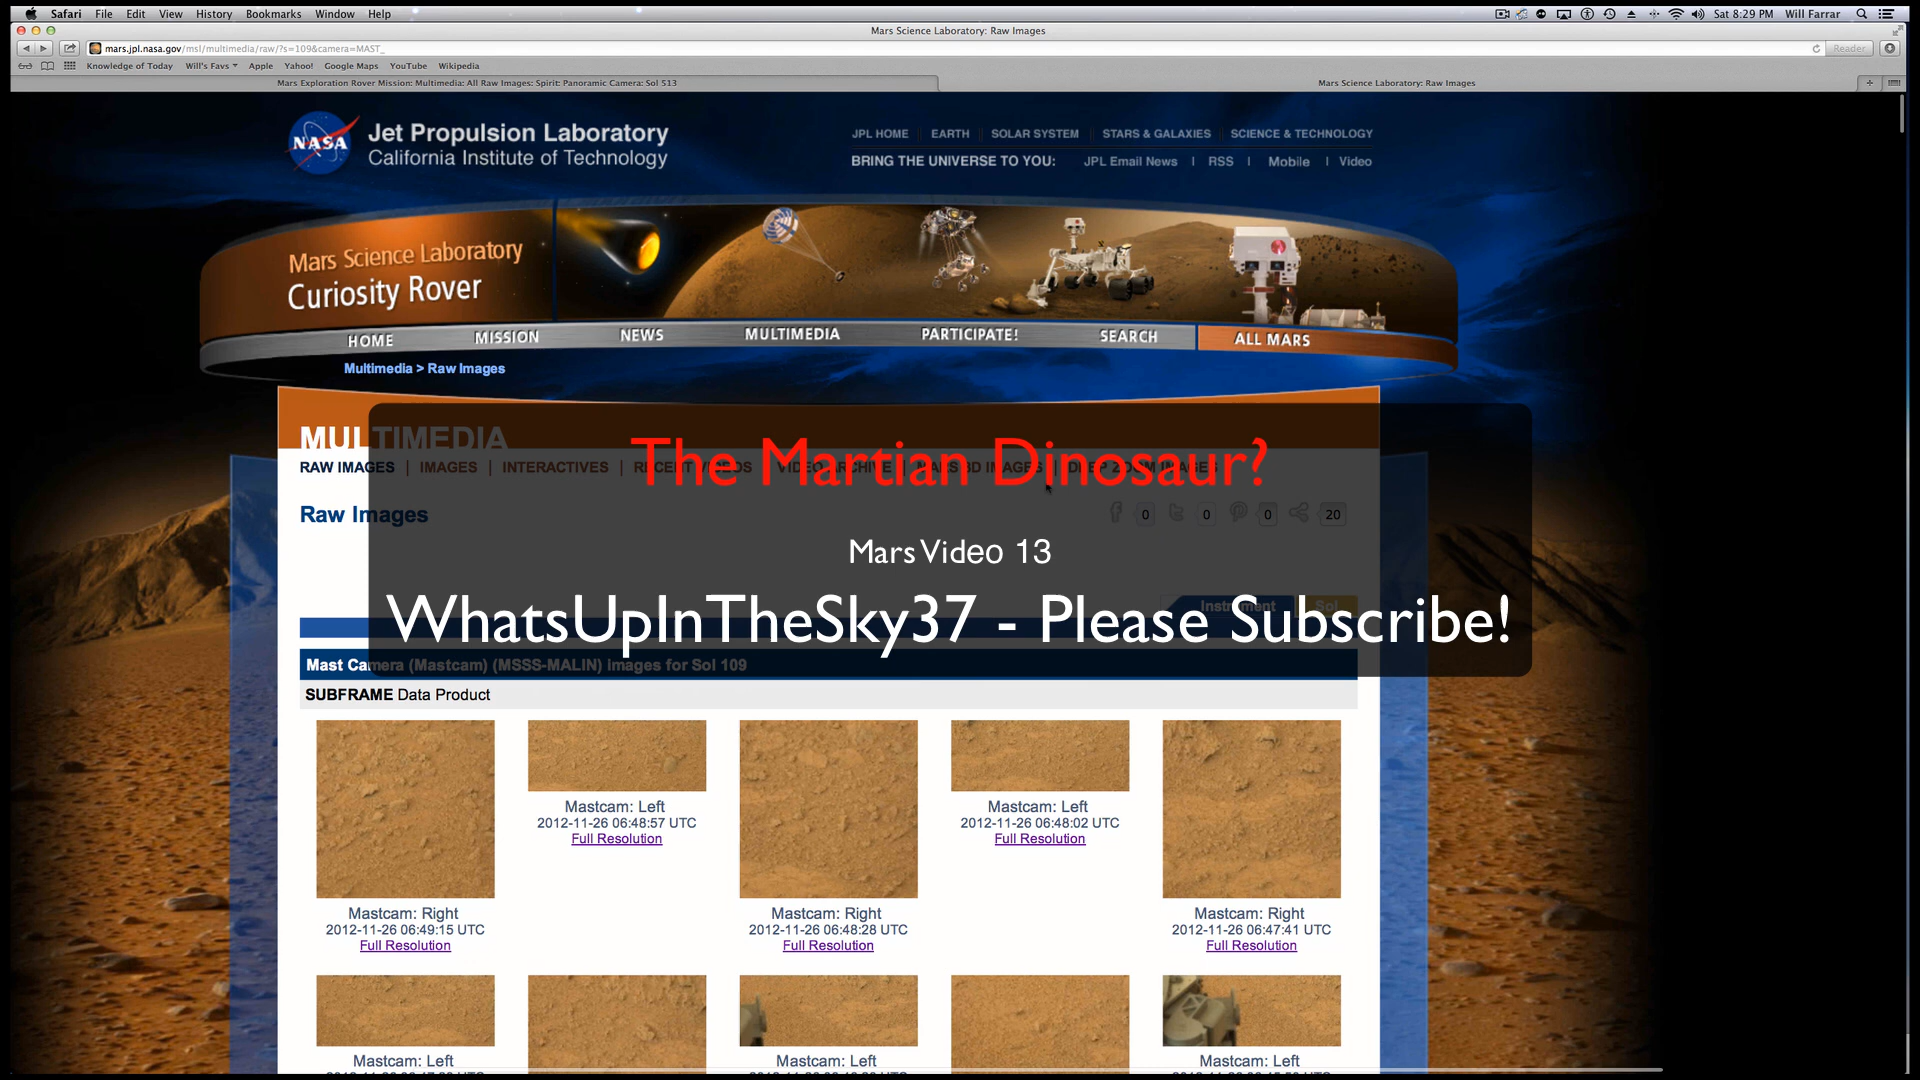 Safari File Edit View History Bookmarks Window Help Sat 8:29 PM Will Farrar
Mars Science Laboratory: Raw Images
mars.jpl.nasa.gov/msl/multimedia/raw/?s=109&camera=MAST_ Reader
Knowledge of Today Will's Favs Apple Yahoo! Google Maps YouTube Wikipedia
Mars Exploration Rover Mission: Multimedia: All Raw Images: Spirit: Panoramic Camera: Sol 513 Mars Science Laboratory: Raw Images
NASA
Jet Propulsion Laboratory
California Institute of Technology
JPL HOME EARTH SOLAR SYSTEM STARS & GALAXIES SCIENCE & TECHNOLOGY
BRING THE UNIVERSE TO YOU: JPL Email News | RSS | Mobile | Video
Mars Science Laboratory
Curiosity Rover
HOME MISSION NEWS MULTIMEDIA PARTICIPATE! SEARCH ALL MARS
Multimedia > Raw Images
MULTIMEDIA
The Martian Dinosaur?
RAW IMAGES | IMAGES | INTERACTIVES | RECENT VIDEOS | VIDEO ARCHIVE | MARS 3D IMAGES | DEEP ZOOM IMAGES
Raw Images 0 0 0 20
Mars Video 13
Instrument Sol
WhatsUpInTheSky37 - Please Subscribe!
Mast Camera (Mastcam) (MSSS-MALIN) Images for Sol 109
SUBFRAME Data Product
Mastcam: Left Mastcam: Left
2012-11-26 06:48:57 UTC 2012-11-26 06:48:02 UTC
Full Resolution Full Resolution
Mastcam: Right Mastcam: Right Mastcam: Right
2012-11-26 06:49:15 UTC 2012-11-26 06:48:28 UTC 2012-11-26 06:47:41 UTC
Full Resolution Full Resolution Full Resolution
Mastcam: Left Mastcam: Left Mastcam: Left